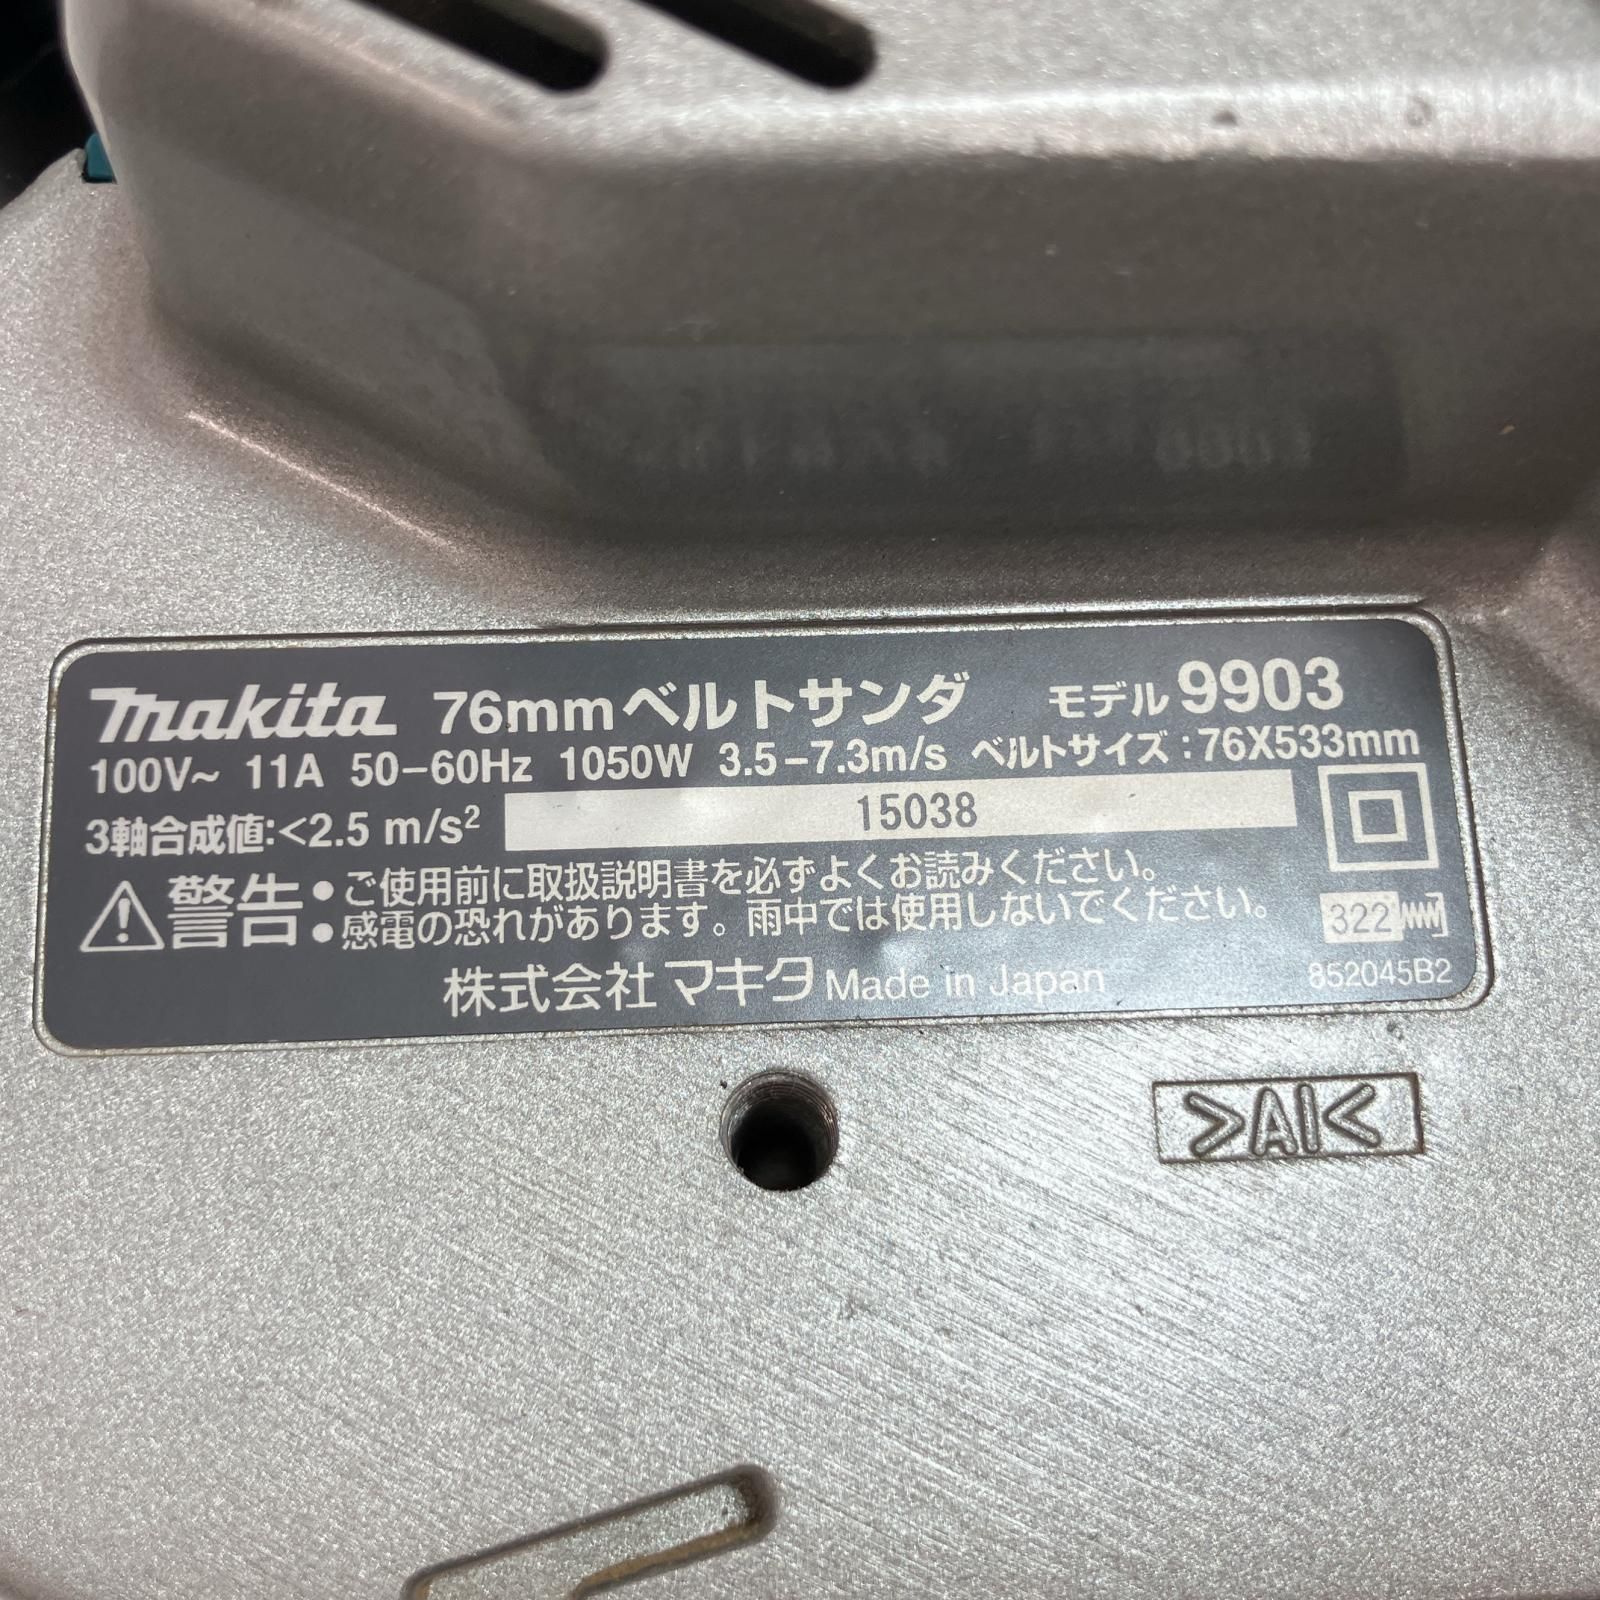 makita 76mmベルトサンダ モデル 9903
100V~ 11A 50-60Hz 1050W 3.5-7.3m/s ベルトサイズ:76X533mm
3軸合成値:<2.5 m/s² 15038
警告 ●ご使用前に取扱説明書を必ずよくお読みください。
●感電の恐れがあります。雨中では使用しないでください。
322
株式会社マキタ Made in Japan 852045B2
>Al<